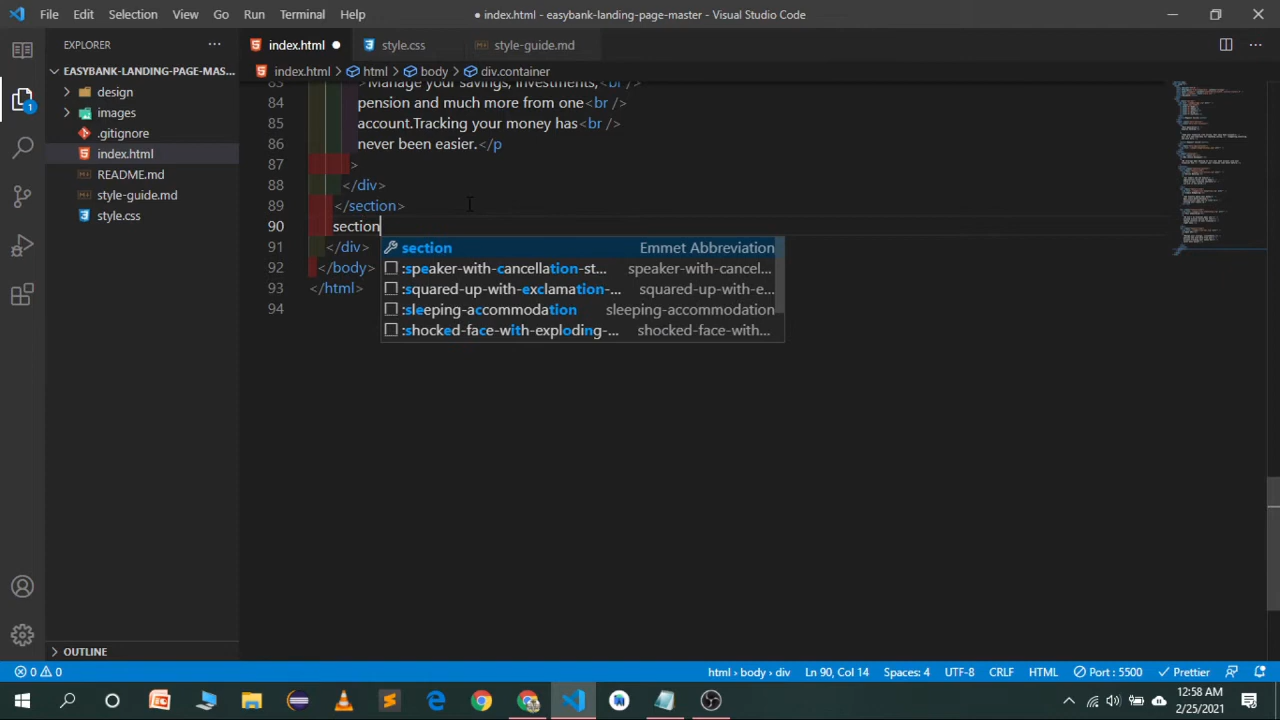 File Edit Selection View Go Run Terminal Help
● index.html - easybank-landing-page-master - Visual Studio Code
EXPLORER
index.html
style.css
style-guide.md
EASYBANK-LANDING-PAGE-MAS...
index.html > html > body > div.container
design
images
.gitignore
index.html
README.md
style-guide.md
style.css
83 >Manage your savings, investments,<br />
84 pension and much more from one<br />
85 account.Tracking your money has<br />
86 never been easier.</p
87 >
88 </div>
89 </section>
90 section
91 </div>
92 </body>
93 </html>
94
section Emmet Abbreviation
:speaker-with-cancellation-st... speaker-with-cancel...
:squared-up-with-exclamation-... squared-up-with-e...
:sleeping-accommodation sleeping-accommodation
:shocked-face-with-exploding-... shocked-face-with...
1
OUTLINE
0 0
html › body › div
Ln 90, Col 14
Spaces: 4
UTF-8
CRLF
HTML
Port : 5500
Prettier
12:58 AM
2/25/2021